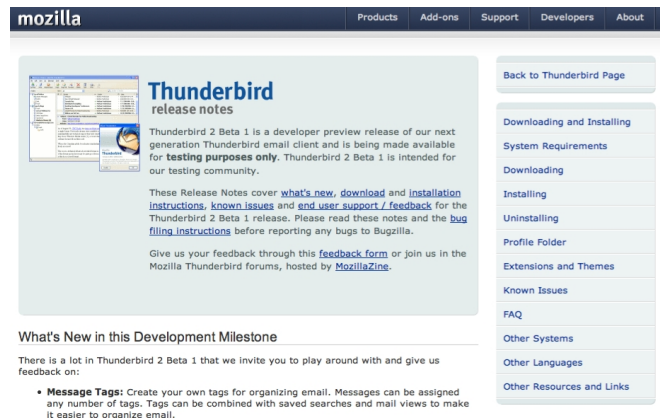 mozilla
Products
Add-ons
Support
Developers
About
Thunderbird
release notes
Thunderbird 2 Beta 1 is a developer preview release of our next
generation Thunderbird email client and is being made available
for testing purposes only. Thunderbird 2 Beta 1 is intended for
our testing community.
These Release Notes cover what's new, download and installation
instructions, known issues and end user support / feedback for the
Thunderbird 2 Beta 1 release. Please read these notes and the bug
filing instructions before reporting any bugs to Bugzilla.
Give us your feedback through this feedback form or join us in the
Mozilla Thunderbird forums, hosted by MozillaZine.
What's New in this Development Milestone
There is a lot in Thunderbird 2 Beta 1 that we invite you to play around with and give us
feedback on:
• Message Tags: Create your own tags for organizing email. Messages can be assigned
any number of tags. Tags can be combined with saved searches and mail views to make
it easier to organize email.
Back to Thunderbird Page
Downloading and Installing
System Requirements
Downloading
Installing
Uninstalling
Profile Folder
Extensions and Themes
Known Issues
FAQ
Other Systems
Other Languages
Other Resources and Links